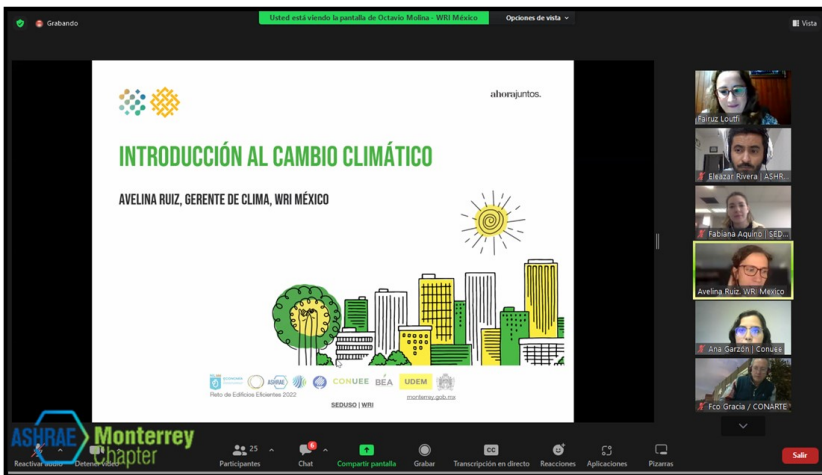 Grabando
Usted está viendo la pantalla de Octavio Molina - WRI México
Opciones de vista
Vista
ahorajuntos.
INTRODUCCIÓN AL CAMBIO CLIMÁTICO
AVELINA RUIZ, GERENTE DE CLIMA, WRI MÉXICO
ASHRAE
CONUEE
BÉA
UDEM
Reto de Edificios Eficientes 2022
monterrey.gob.mx
SEDUSO | WRI
Fairuz Loutfi
Eleazar Rivera | ASHR...
Fabiana Aquino | SED...
Avelina Ruiz. WRI Mexico
Ana Garzón | Conuee
Fco Gracia / CONARTE
ASHRAE Monterrey
Chapter
Reactivar audio
Detener video
25
Participantes
6
Chat
Compartir pantalla
Grabar
CC
Transcripción en directo
Reacciones
Aplicaciones
Pizarras
Salir